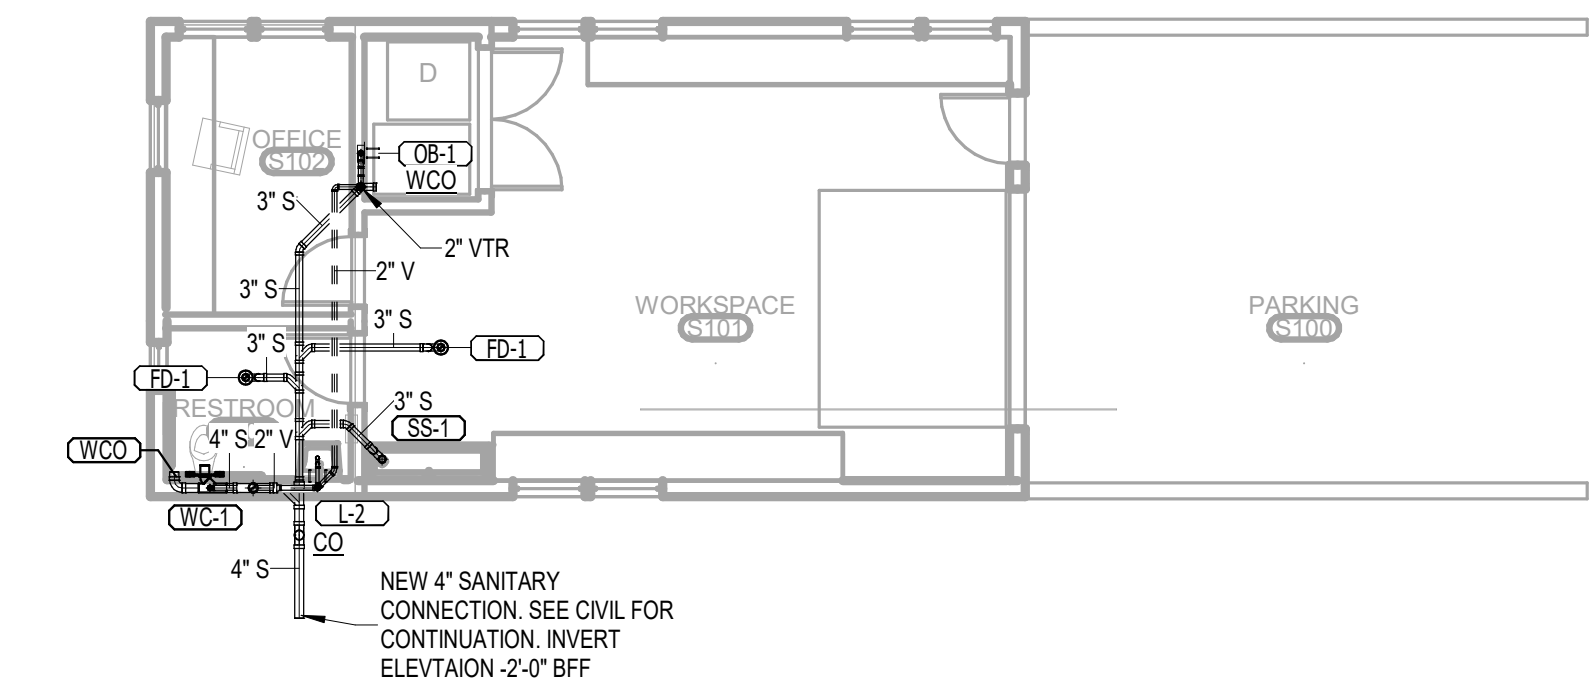 D
OFFICE
S102
OB-1
WCO
3" S
2" VTR
2" V
3" S
WORKSPACE
S101
PARKING
S100
3" S
3" S
FD-1
FD-1
3" S
RESTROOM
SS-1
4" S
2" V
WCO
WC-1
L-2
CO
4" S
NEW 4" SANITARY
CONNECTION. SEE CIVIL FOR
CONTINUATION. INVERT
ELEVTAION -2'-0" BFF